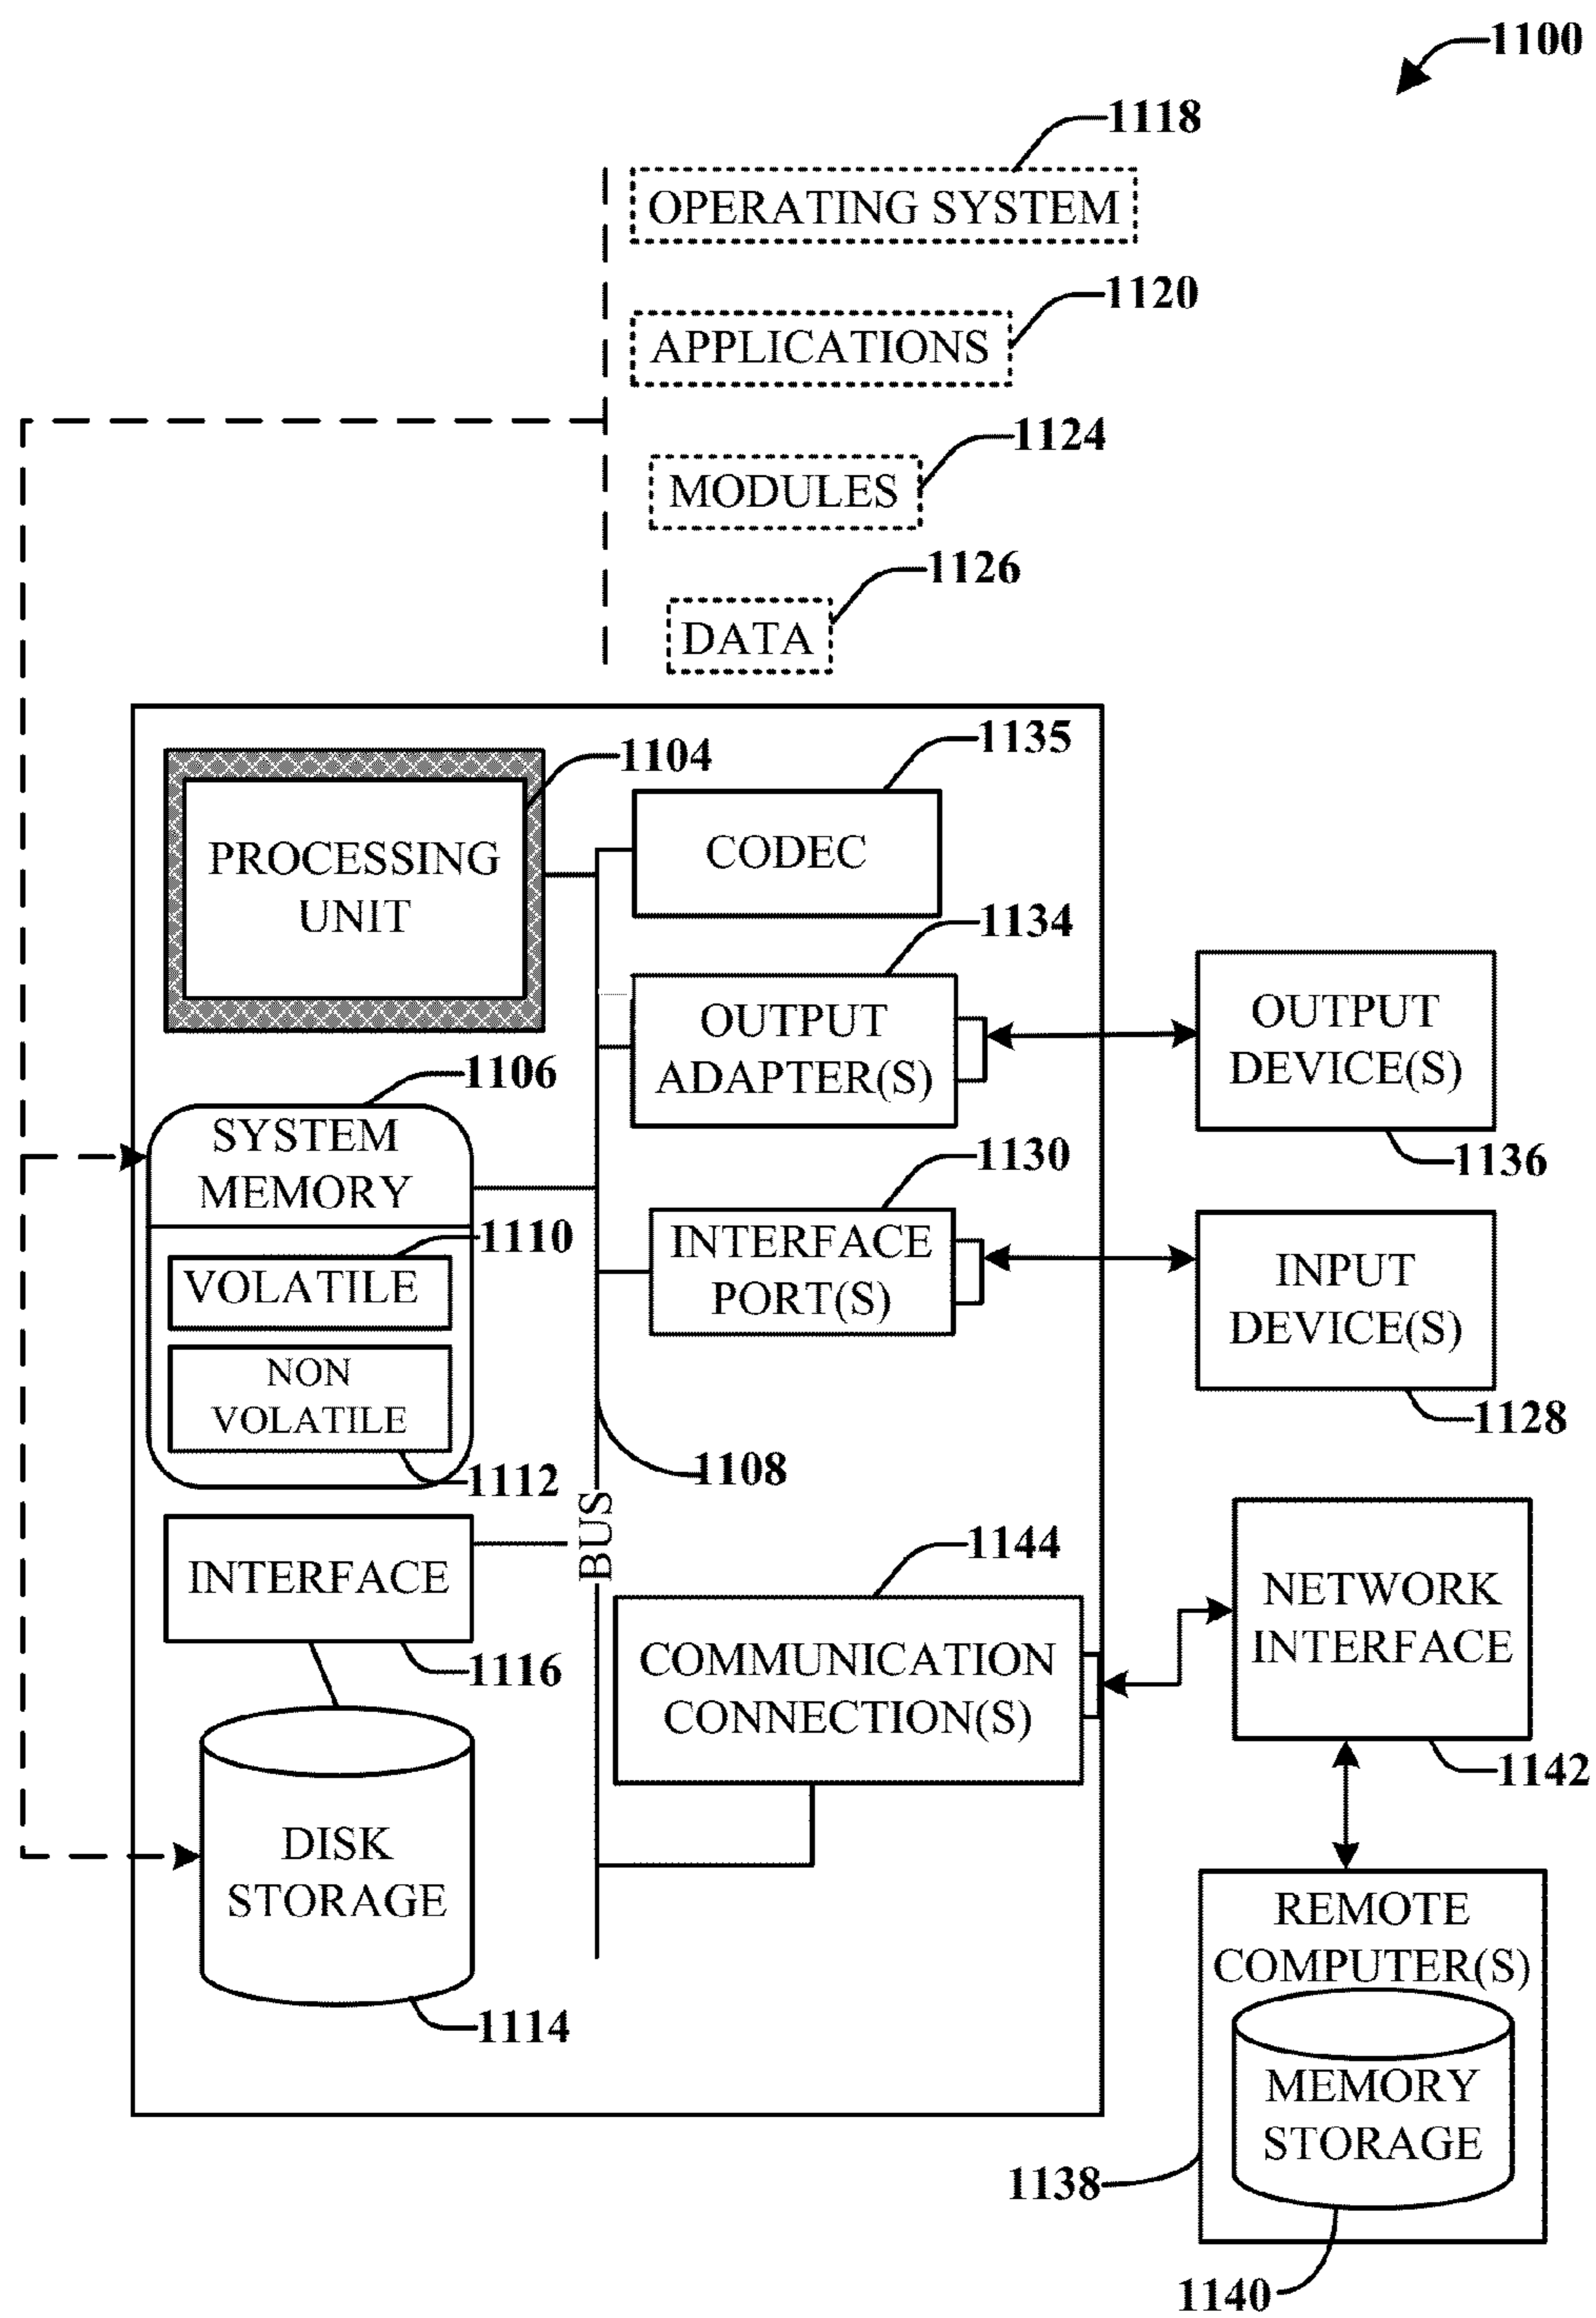 1100
1118
OPERATING SYSTEM
1120
APPLICATIONS
1124
MODULES
1126
DATA
1104
PROCESSING
UNIT
1135
CODEC
1134
OUTPUT
ADAPTER(S)
OUTPUT
DEVICE(S)
1136
1106
SYSTEM
MEMORY
1110
VOLATILE
NON
VOLATILE
1112
1130
INTERFACE
PORT(S)
INPUT
DEVICE(S)
1128
1108
BUS
INTERFACE
1116
1144
COMMUNICATION
CONNECTION(S)
NETWORK
INTERFACE
1142
DISK
STORAGE
1114
REMOTE
COMPUTER(S)
MEMORY
STORAGE
1138
1140